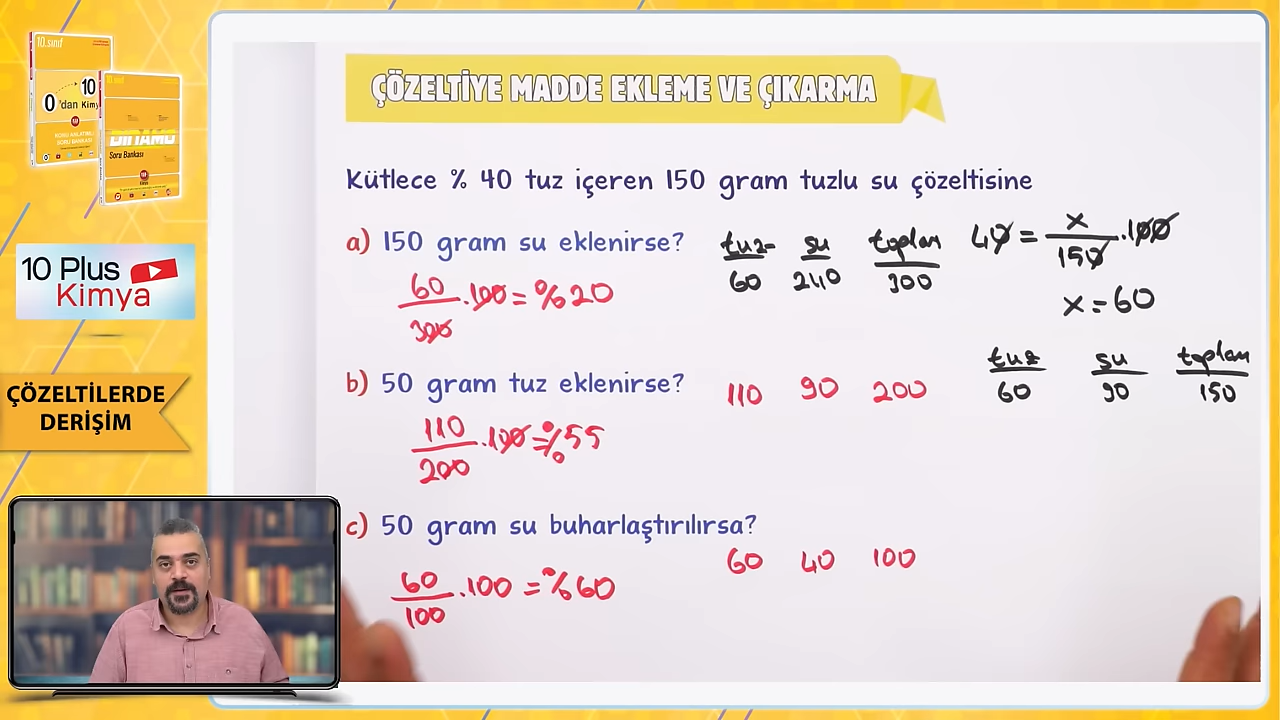 10.sınıf
0 'dan Kimya
10
DİNAMO
Soru Bankası
10 Plus
Kimya
ÇÖZELTİLERDE
DERİŞİM
ÇÖZELTİYE MADDE EKLEME VE ÇIKARMA
Kütlece % 40 tuz içeren 150 gram tuzlu su çözeltisine
a) 150 gram su eklenirse?
tuz su toplam
60 240 300
60/300 . 100 = %20
40 = x/150 . 100
x = 60
tuz su toplam
60 90 150
b) 50 gram tuz eklenirse?
110 90 200
110/200 . 100 = %55
c) 50 gram su buharlaştırılırsa?
60 40 100
60/100 . 100 = %60